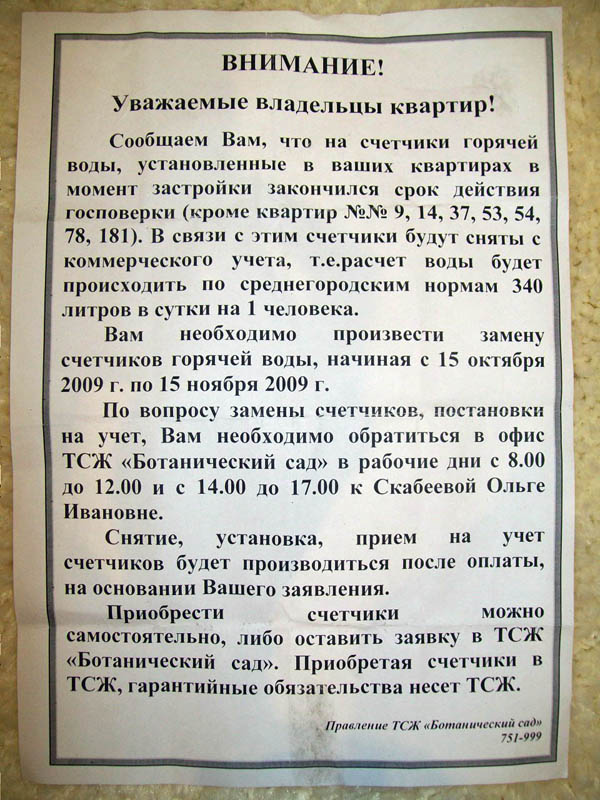 ВНИМАНИЕ!
Уважаемые владельцы квартир!
Сообщаем Вам, что на счетчики горячей
воды, установленные в ваших квартирах в
момент застройки закончился срок действия
госповерки (кроме квартир №№ 9, 14, 37, 53, 54,
78, 181). В связи с этим счетчики будут сняты с
коммерческого учета, т.е.расчет воды будет
происходить по среднегородским нормам 340
литров в сутки на 1 человека.
Вам необходимо произвести замену
счетчиков горячей воды, начиная с 15 октября
2009 г. по 15 ноября 2009 г.
По вопросу замены счетчиков, постановки
на учет, Вам необходимо обратиться в офис
ТСЖ «Ботанический сад» в рабочие дни с 8.00
до 12.00 и с 14.00 до 17.00 к Скабеевой Ольге
Ивановне.
Снятие, установка, прием на учет
счетчиков будет производиться после оплаты,
на основании Вашего заявления.
Приобрести счетчики можно
самостоятельно, либо оставить заявку в ТСЖ
«Ботанический сад». Приобретая счетчики в
ТСЖ, гарантийные обязательства несет ТСЖ.
Правление ТСЖ «Ботанический сад»
751-999